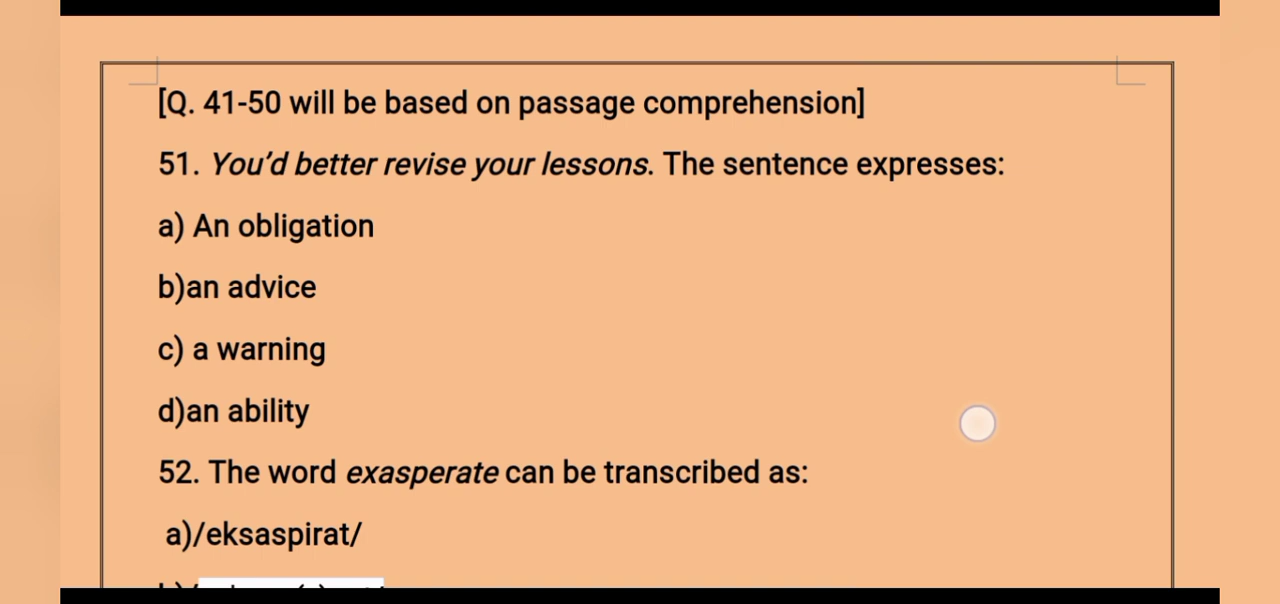 [Q. 41-50 will be based on passage comprehension]
51. You'd better revise your lessons. The sentence expresses:
a) An obligation
b)an advice
c) a warning
d)an ability
52. The word exasperate can be transcribed as:
a)/eksaspirat/